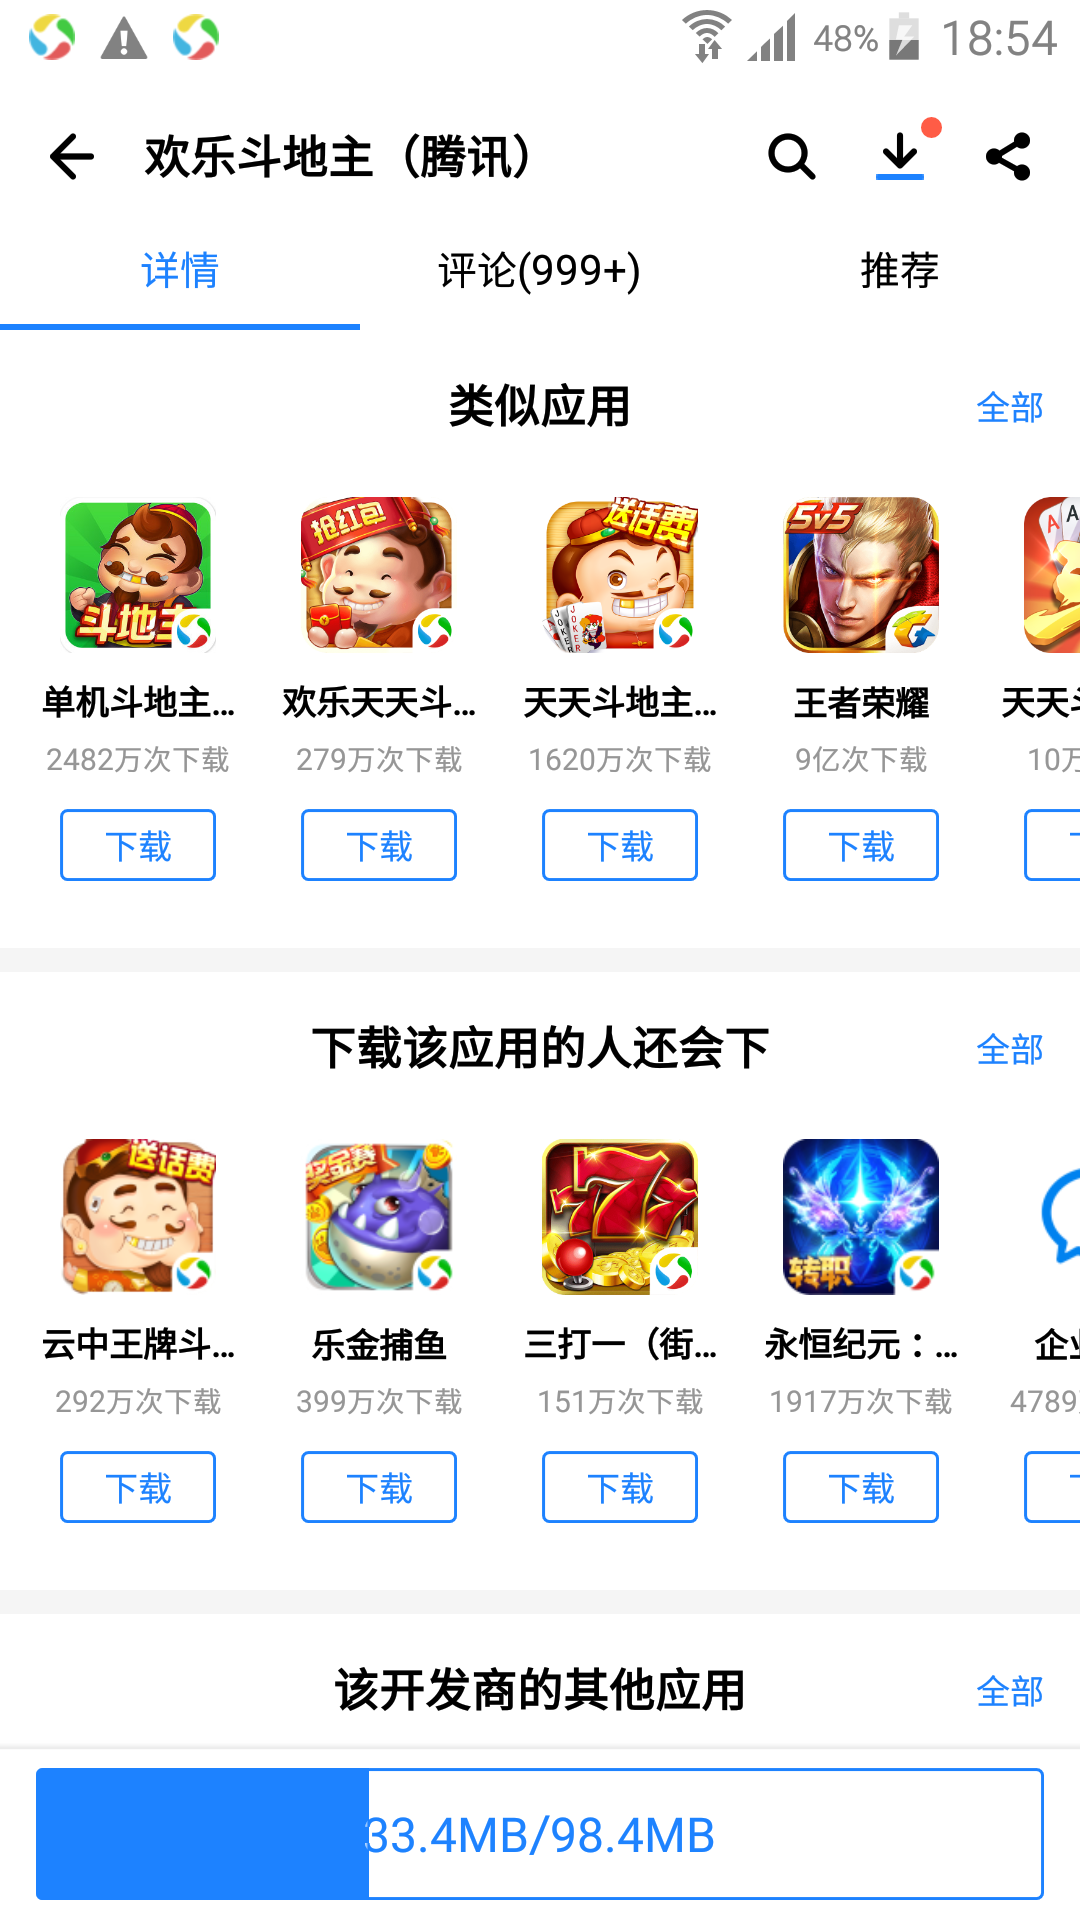 48% 18:54
欢乐斗地主（腾讯）
详情 评论(999+) 推荐
类似应用 全部
斗地主 抢红包 送话费 5v5
单机斗地主... 欢乐天天斗... 天天斗地主... 王者荣耀 天天斗
2482万次下载 279万次下载 1620万次下载 9亿次下载 10万
下载 下载 下载 下载
下载该应用的人还会下 全部
送话费 奖金赛 777 转职
云中王牌斗... 乐金捕鱼 三打一（街... 永恒纪元：... 企业
292万次下载 399万次下载 151万次下载 1917万次下载 4789
下载 下载 下载 下载
该开发商的其他应用 全部
33.4MB/98.4MB